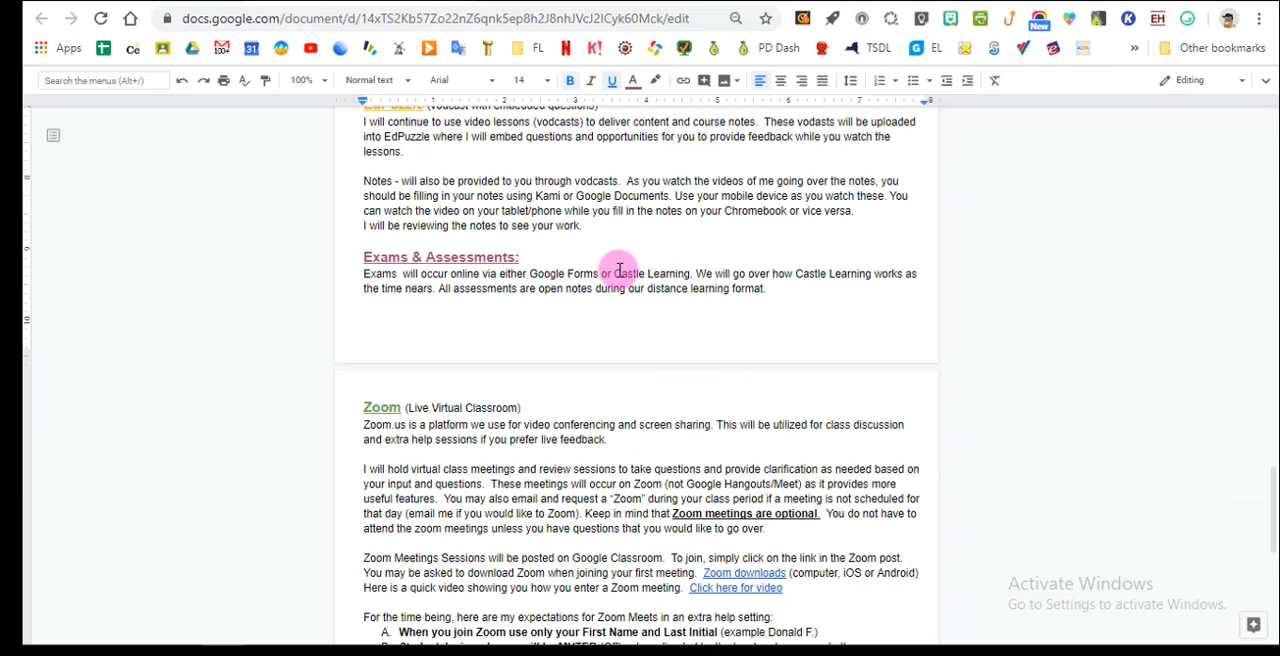 docs.google.com/document/d/14xTS2Kb57Zo22nZ6qnk5ep8h2J8nhJVcJ2ICyk60Mck/edit
New
Apps
FL
PD Dash
TSDL
EL
»
Other bookmarks
Search the menus (Alt+/)
100%
Normal text
Arial
14
B
I
U
A
Editing
1 2 3 4 5 6 7 8
(vodcast with embedded questions)
I will continue to use video lessons (vodcasts) to deliver content and course notes. These vodasts will be uploaded
into EdPuzzle where I will embed questions and opportunities for you to provide feedback while you watch the
lessons.
Notes - will also be provided to you through vodcasts. As you watch the videos of me going over the notes, you
should be filling in your notes using Kami or Google Documents. Use your mobile device as you watch these. You
can watch the video on your tablet/phone while you fill in the notes on your Chromebook or vice versa.
I will be reviewing the notes to see your work.
Exams & Assessments:
Exams will occur online via either Google Forms or Castle Learning. We will go over how Castle Learning works as
the time nears. All assessments are open notes during our distance learning format.
Zoom (Live Virtual Classroom)
Zoom.us is a platform we use for video conferencing and screen sharing. This will be utilized for class discussion
and extra help sessions if you prefer live feedback.
I will hold virtual class meetings and review sessions to take questions and provide clarification as needed based on
your input and questions. These meetings will occur on Zoom (not Google Hangouts/Meet) as it provides more
useful features. You may also email and request a “Zoom” during your class period if a meeting is not scheduled for
that day (email me if you would like to Zoom). Keep in mind that Zoom meetings are optional. You do not have to
attend the zoom meetings unless you have questions that you would like to go over.
Zoom Meetings Sessions will be posted on Google Classroom. To join, simply click on the link in the Zoom post.
You may be asked to download Zoom when joining your first meeting. Zoom downloads (computer, iOS or Android)
Here is a quick video showing you how you enter a Zoom meeting. Click here for video
For the time being, here are my expectations for Zoom Meets in an extra help setting:
A. When you join Zoom use only your First Name and Last Initial (example Donald F.)
Activate Windows
Go to Settings to activate Windows.